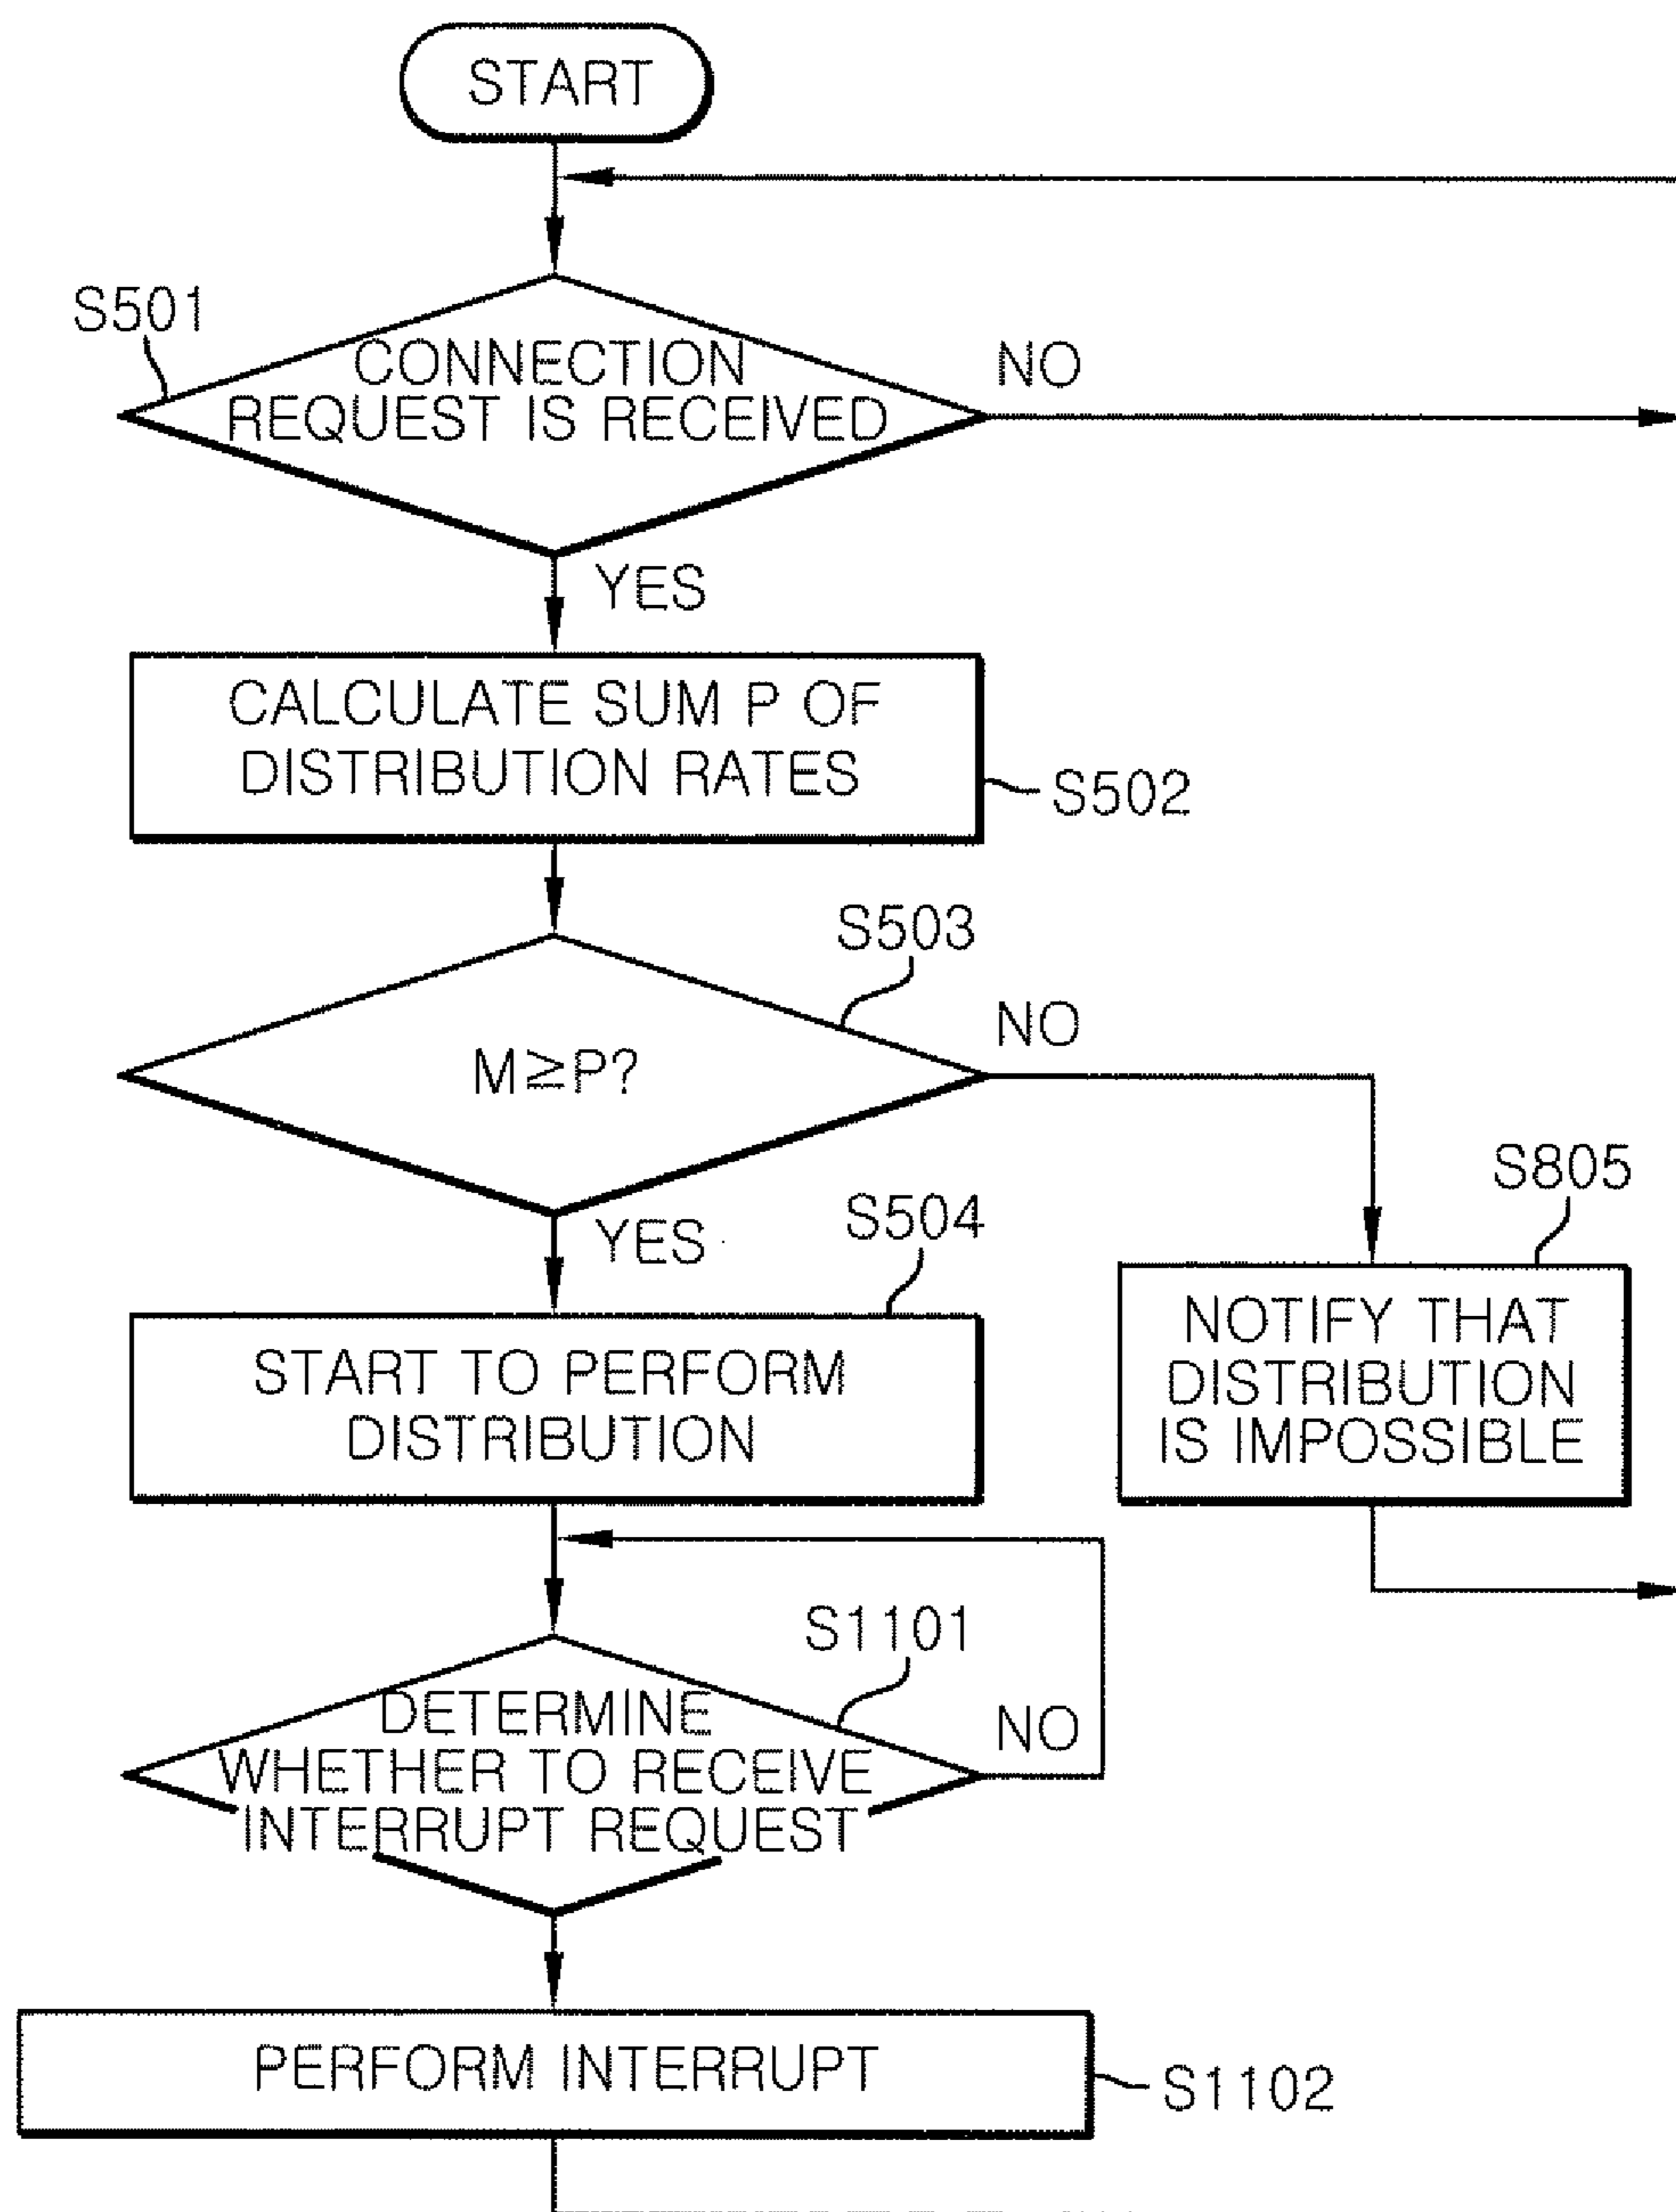 START
S501
CONNECTION
REQUEST IS RECEIVED
NO
YES
CALCULATE SUM P OF
DISTRIBUTION RATES
S502
S503
M≥P?
NO
YES
S504
START TO PERFORM
DISTRIBUTION
S805
NOTIFY THAT
DISTRIBUTION
IS IMPOSSIBLE
S1101
DETERMINE
WHETHER TO RECEIVE
INTERRUPT REQUEST
NO
PERFORM INTERRUPT
S1102